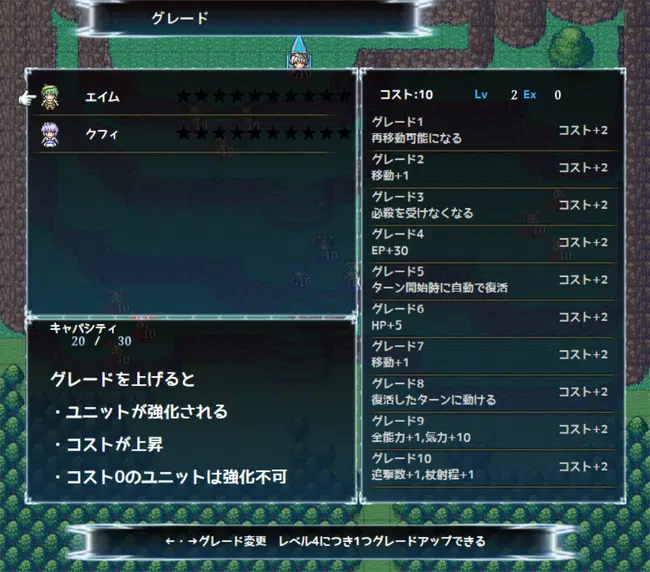 グレード
エイム
★★★★★★★★★★
クフィ
★★★★★★★★★★
キャパシティ
20 / 30
グレードを上げると
・ユニットが強化される
・コストが上昇
・コスト0のユニットは強化不可
コスト:10 Lv 2 Ex 0
グレード1
再移動可能になる コスト+2
グレード2
移動+1 コスト+2
グレード3
必殺を受けなくなる コスト+2
グレード4
EP+30 コスト+2
グレード5
ターン開始時に自動で復活 コスト+2
グレード6
HP+5 コスト+2
グレード7
移動+1 コスト+2
グレード8
復活したターンに動ける コスト+2
グレード9
全能力+1,気力+10 コスト+2
グレード10
追撃数+1,杖射程+1 コスト+2
←・→グレード変更 レベル4につき1つグレードアップできる